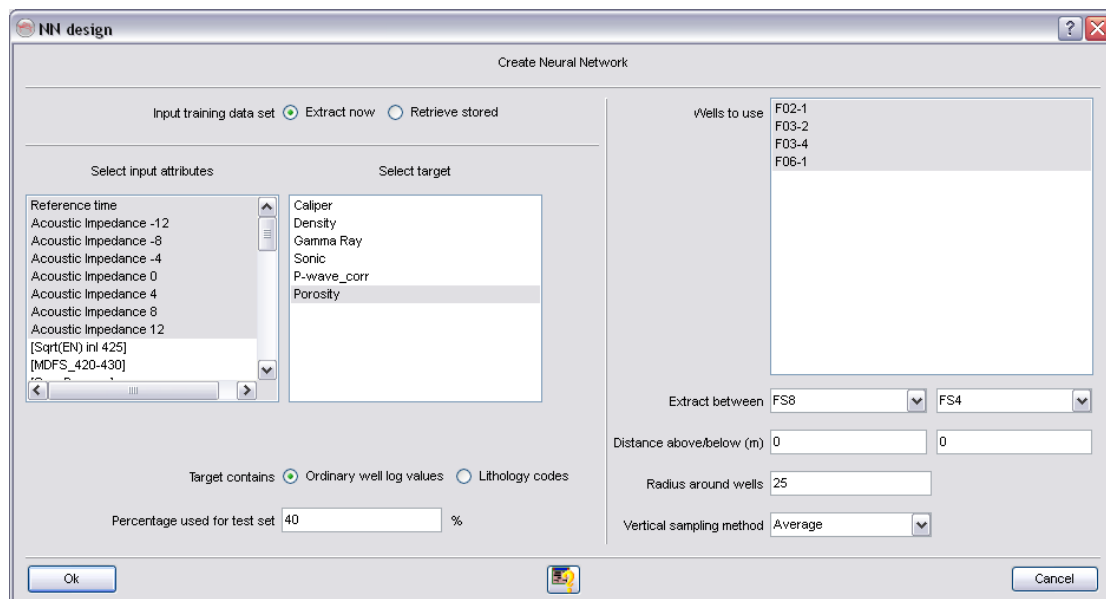 NN design
Create Neural Network
Input training data set Extract now Retrieve stored
Select input attributes Select target
Reference time
Acoustic Impedance -12
Acoustic Impedance -8
Acoustic Impedance -4
Acoustic Impedance 0
Acoustic Impedance 4
Acoustic Impedance 8
Acoustic Impedance 12
[Sqrt(EN) inl 425]
[MDFS_420-430]
Caliper
Density
Gamma Ray
Sonic
P-wave_corr
Porosity
Target contains Ordinary well log values Lithology codes
Percentage used for test set 40 %
Wells to use
F02-1
F03-2
F03-4
F06-1
Extract between FS8 FS4
Distance above/below (m) 0 0
Radius around wells 25
Vertical sampling method Average
Ok
Cancel